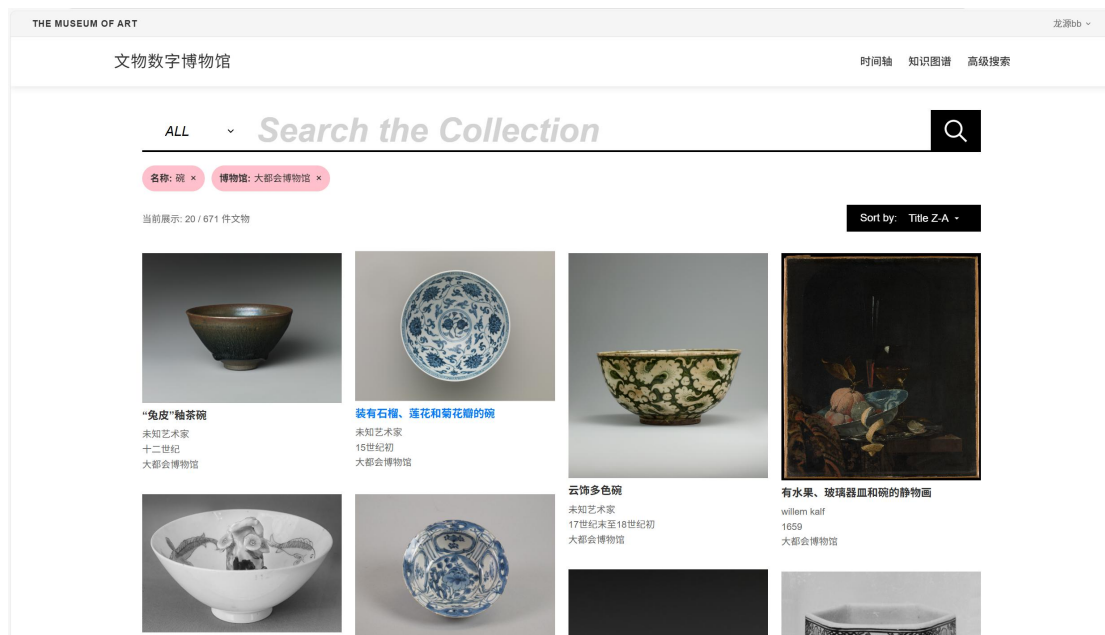 THE MUSEUM OF ART
龙源bb
文物数字博物馆
时间轴 知识图谱 高级搜索
ALL
Search the Collection
名称: 碗 × 博物馆: 大都会博物馆 ×
当前展示: 20 / 671 件文物
Sort by: Title Z-A
“兔皮”釉茶碗
未知艺术家
十二世纪
大都会博物馆
装有石榴、莲花和菊花瓣的碗
未知艺术家
15世纪初
大都会博物馆
云饰多色碗
未知艺术家
17世纪末至18世纪初
大都会博物馆
有水果、玻璃器皿和碗的静物画
willem kalf
1659
大都会博物馆